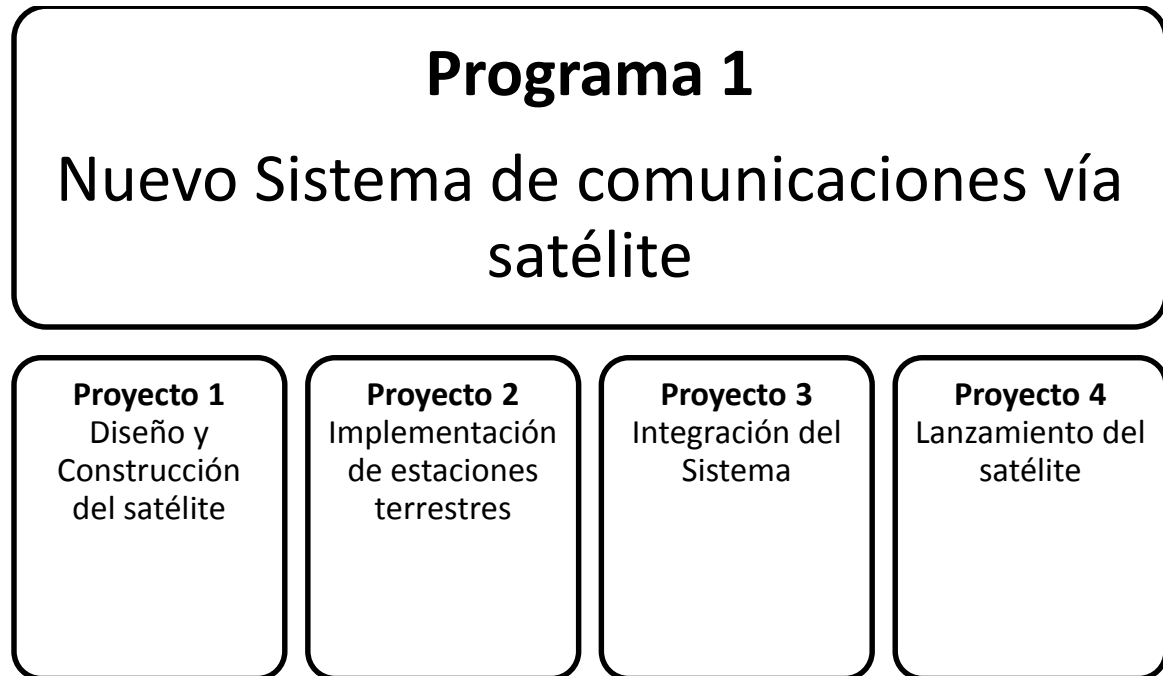 Programa 1
Nuevo Sistema de comunicaciones vía
satélite
Proyecto 1
Diseño y
Construcción
del satélite
Proyecto 2
Implementación
de estaciones
terrestres
Proyecto 3
Integración del
Sistema
Proyecto 4
Lanzamiento del
satélite